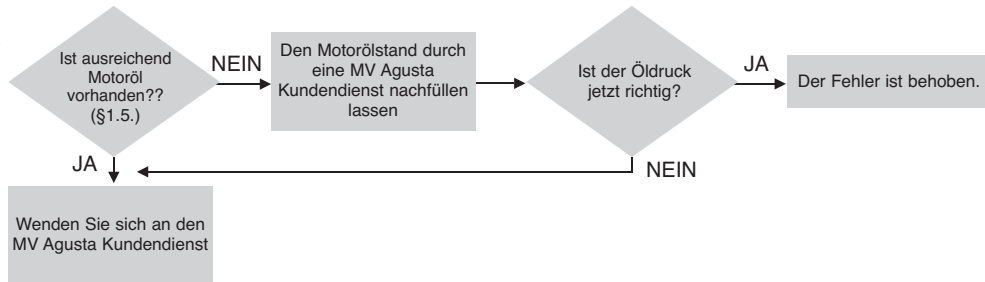 Ist ausreichend
Motoröl
vorhanden??
(§1.5.)
NEIN
Den Motorölstand durch
eine MV Agusta
Kundendienst nachfüllen
lassen
Ist der Öldruck
jetzt richtig?
JA
Der Fehler ist behoben.
JA
NEIN
Wenden Sie sich an den
MV Agusta Kundendienst